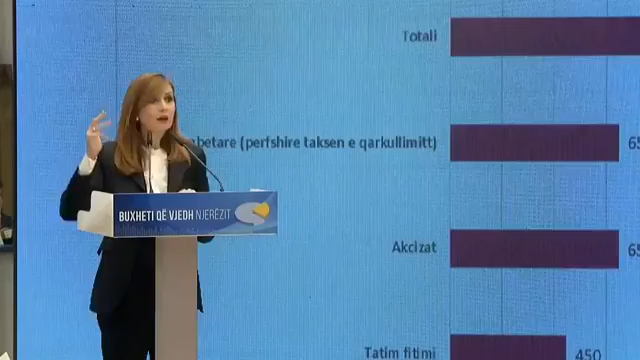 Totali
betare (perfshire taksen e qarkullimitt)
65
Akcizat
65
Tatim fitimi
450
BUXHETI QË VJEDH NJERËZIT